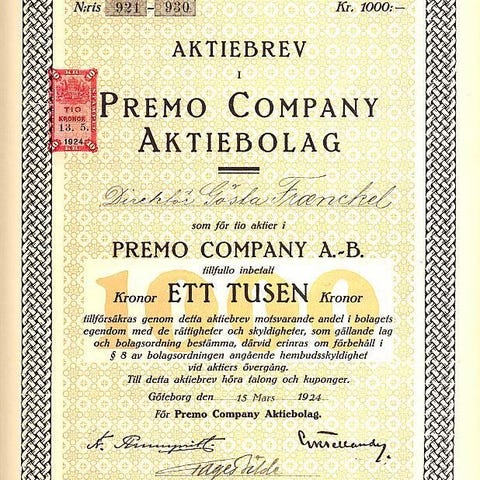 N:ris 921 - 930 Kr. 1000:—
AKTIEBREV
I
PREMO COMPANY
AKTIEBOLAG
TIO
KRONOR
13. 5.
1924
Direktör Gösta Frænckel
som för tio aktier i
PREMO COMPANY A.-B.
tillfullo inbetalt
1000
Kronor ETT TUSEN Kronor
tillförsäkras genom detta aktiebrev motsvarande andel i bolagets
egendom med de rättigheter och skyldigheter, som gällande lag
och bolagsordning bestämma, därvid erinras om förbehåll i
§ 8 av bolagsordningen angående hembudsskyldighet
vid aktiers övergång.
Till detta aktiebrev höra talong och kuponger.
Göteborg den 15 Mars 1924
För Premo Company Aktiebolag.